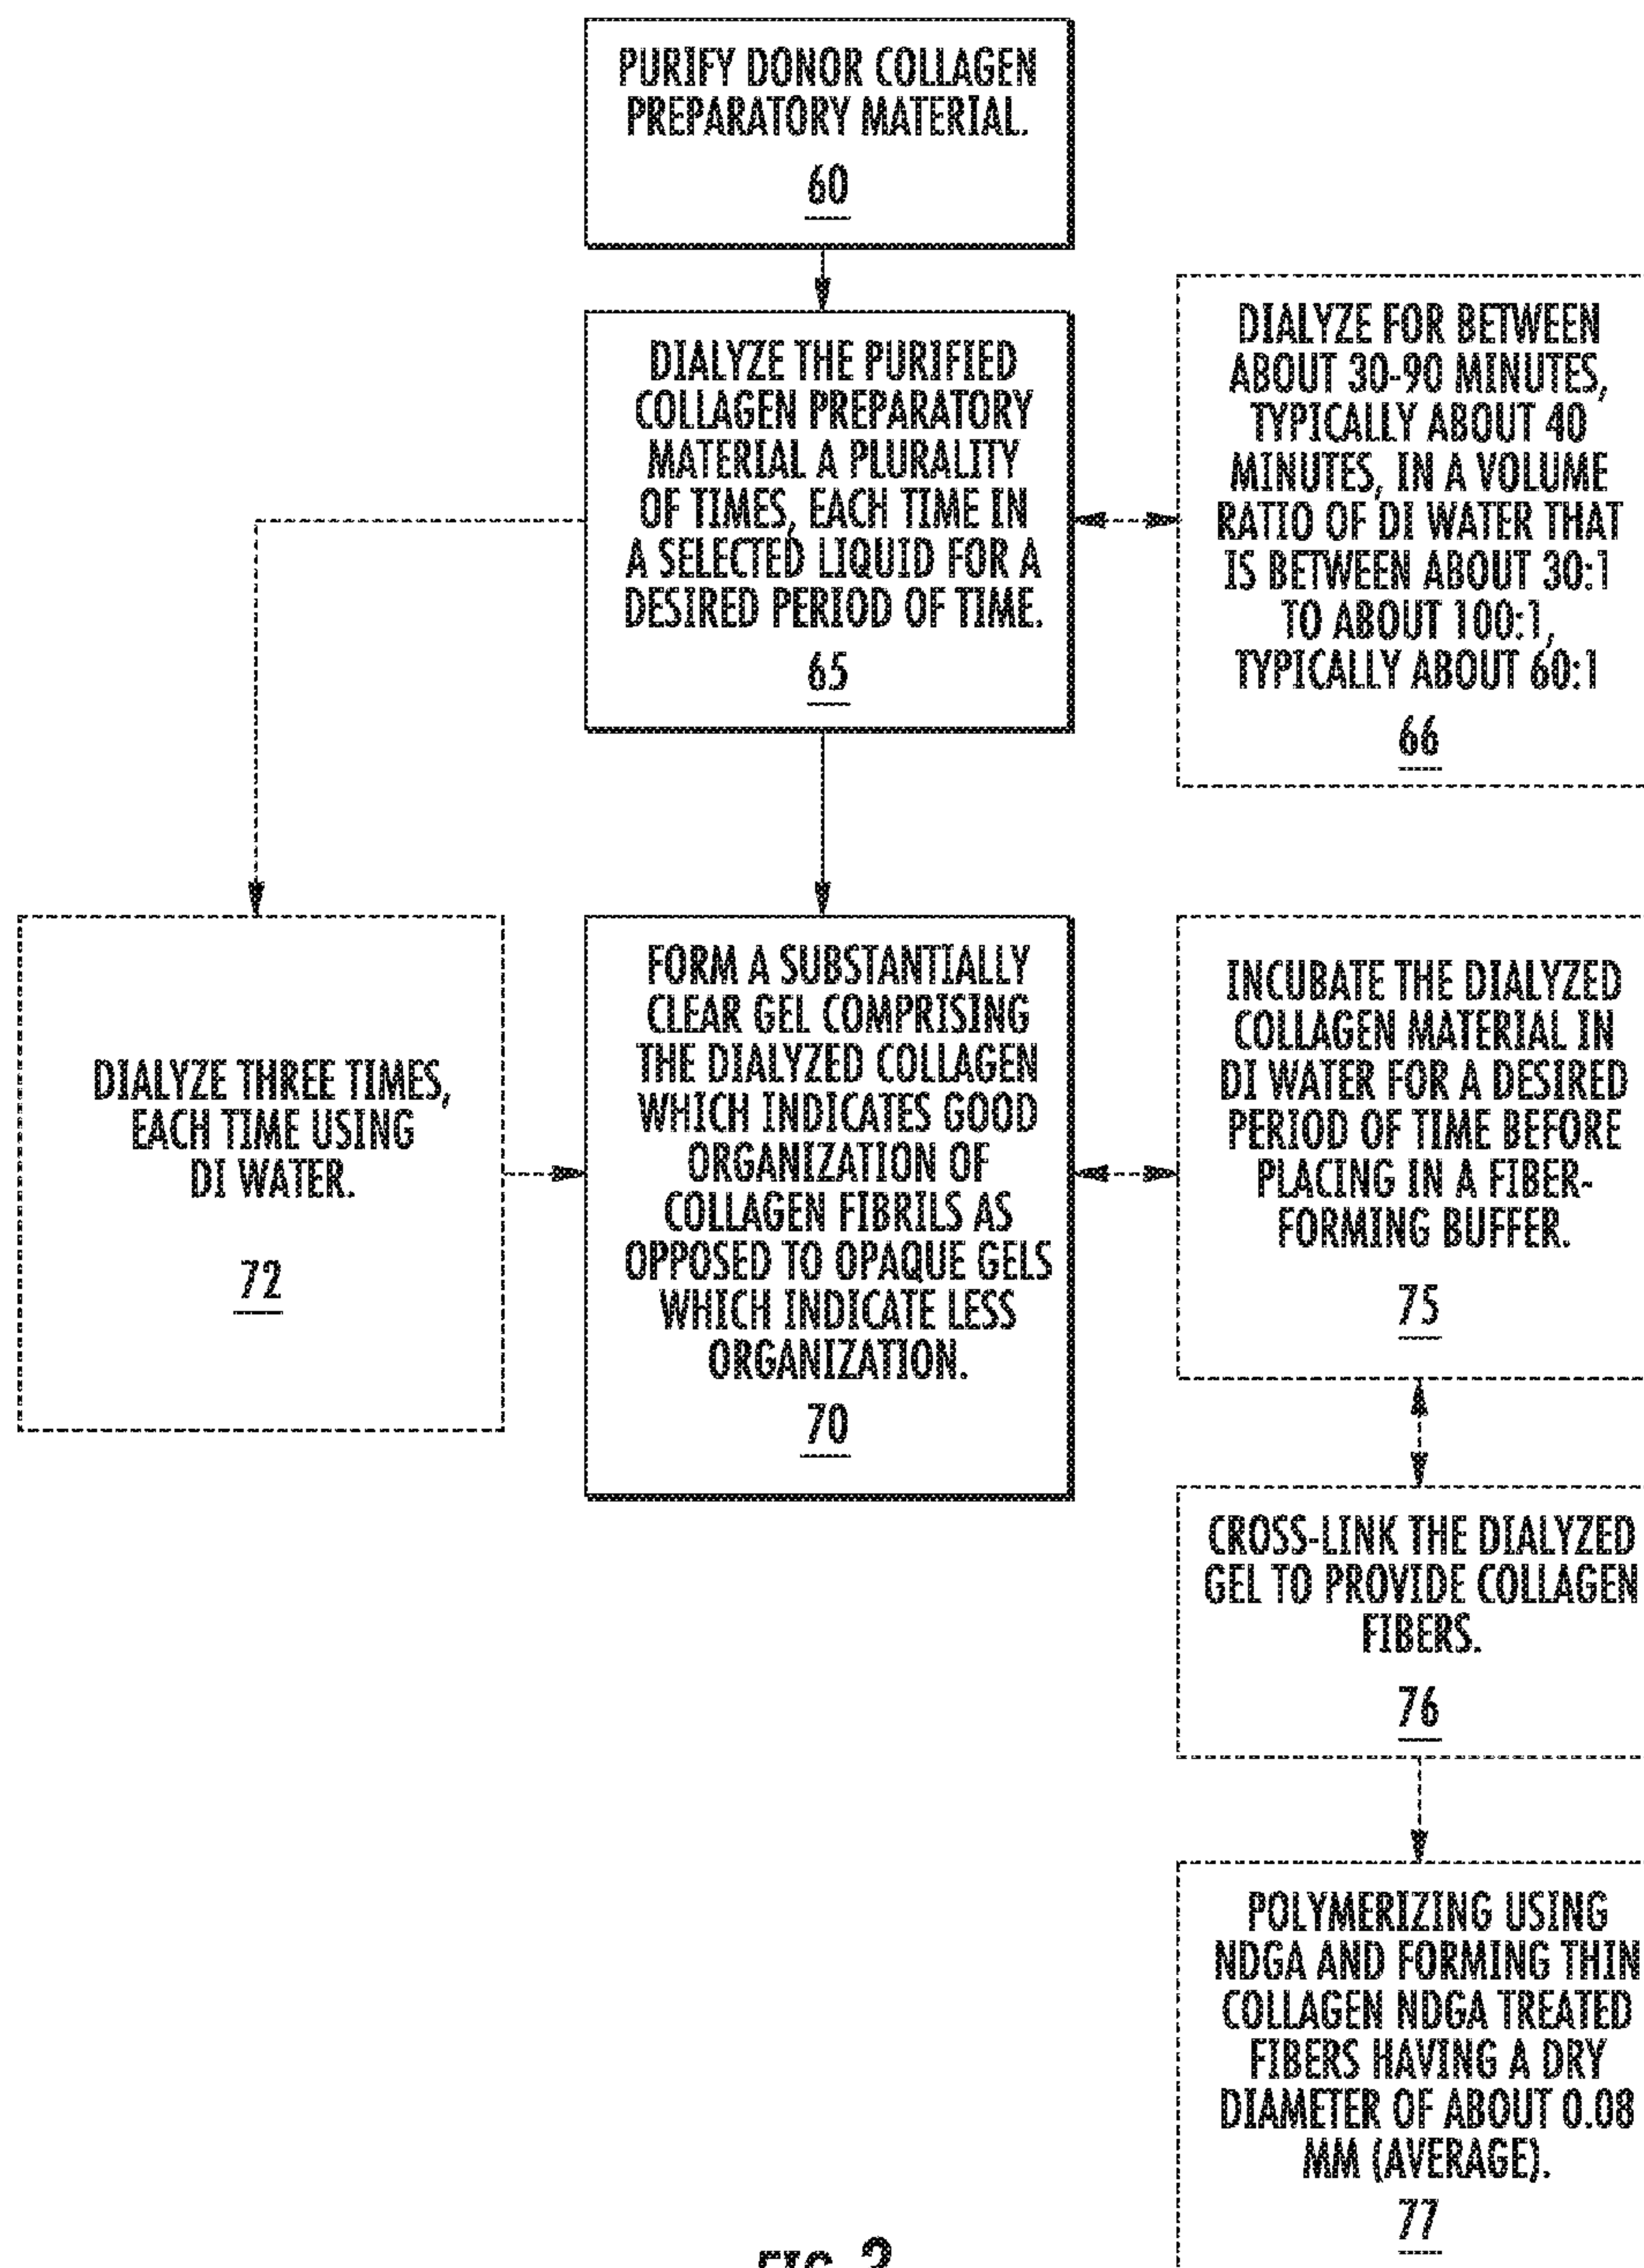 PURIFY DONOR COLLAGEN
PREPARATORY MATERIAL.
60
DIALYZE THE PURIFIED
COLLAGEN PREPARATORY
MATERIAL A PLURALITY
OF TIMES, EACH TIME IN
A SELECTED LIQUID FOR A
DESIRED PERIOD OF TIME.
65
DIALYZE FOR BETWEEN
ABOUT 30-90 MINUTES,
TYPICALLY ABOUT 40
MINUTES, IN A VOLUME
RATIO OF DI WATER THAT
IS BETWEEN ABOUT 30:1
TO ABOUT 100:1,
TYPICALLY ABOUT 60:1
66
DIALYZE THREE TIMES,
EACH TIME USING
DI WATER.
72
FORM A SUBSTANTIALLY
CLEAR GEL COMPRISING
THE DIALYZED COLLAGEN
WHICH INDICATES GOOD
ORGANIZATION OF
COLLAGEN FIBRILS AS
OPPOSED TO OPAQUE GELS
WHICH INDICATE LESS
ORGANIZATION.
70
INCUBATE THE DIALYZED
COLLAGEN MATERIAL IN
DI WATER FOR A DESIRED
PERIOD OF TIME BEFORE
PLACING IN A FIBER-
FORMING BUFFER.
75
CROSS-LINK THE DIALYZED
GEL TO PROVIDE COLLAGEN
FIBERS.
76
POLYMERIZING USING
NDGA AND FORMING THIN
COLLAGEN NDGA TREATED
FIBERS HAVING A DRY
DIAMETER OF ABOUT 0.08
MM (AVERAGE).
77